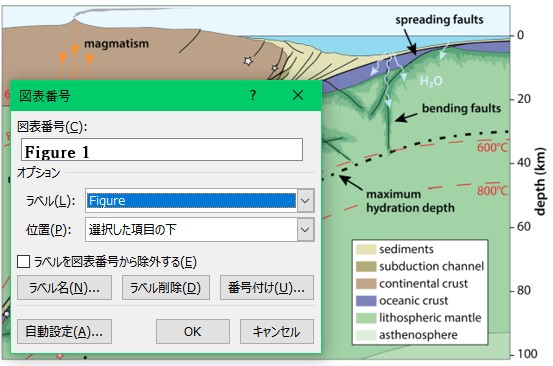 spreading faults
magmatism
0
H₂O
bending faults
20
600°C
40
maximum
hydration depth
800°C
60
80
100
depth (km)
sediments
subduction channel
continental crust
oceanic crust
lithospheric mantle
asthenosphere
図表番号
?
×
図表番号(C):
Figure 1
オプション
ラベル(L): Figure
位置(P): 選択した項目の下
ラベルを図表番号から除外する(E)
ラベル名(N)... ラベル削除(D) 番号付け(U)...
自動設定(A)... OK キャンセル